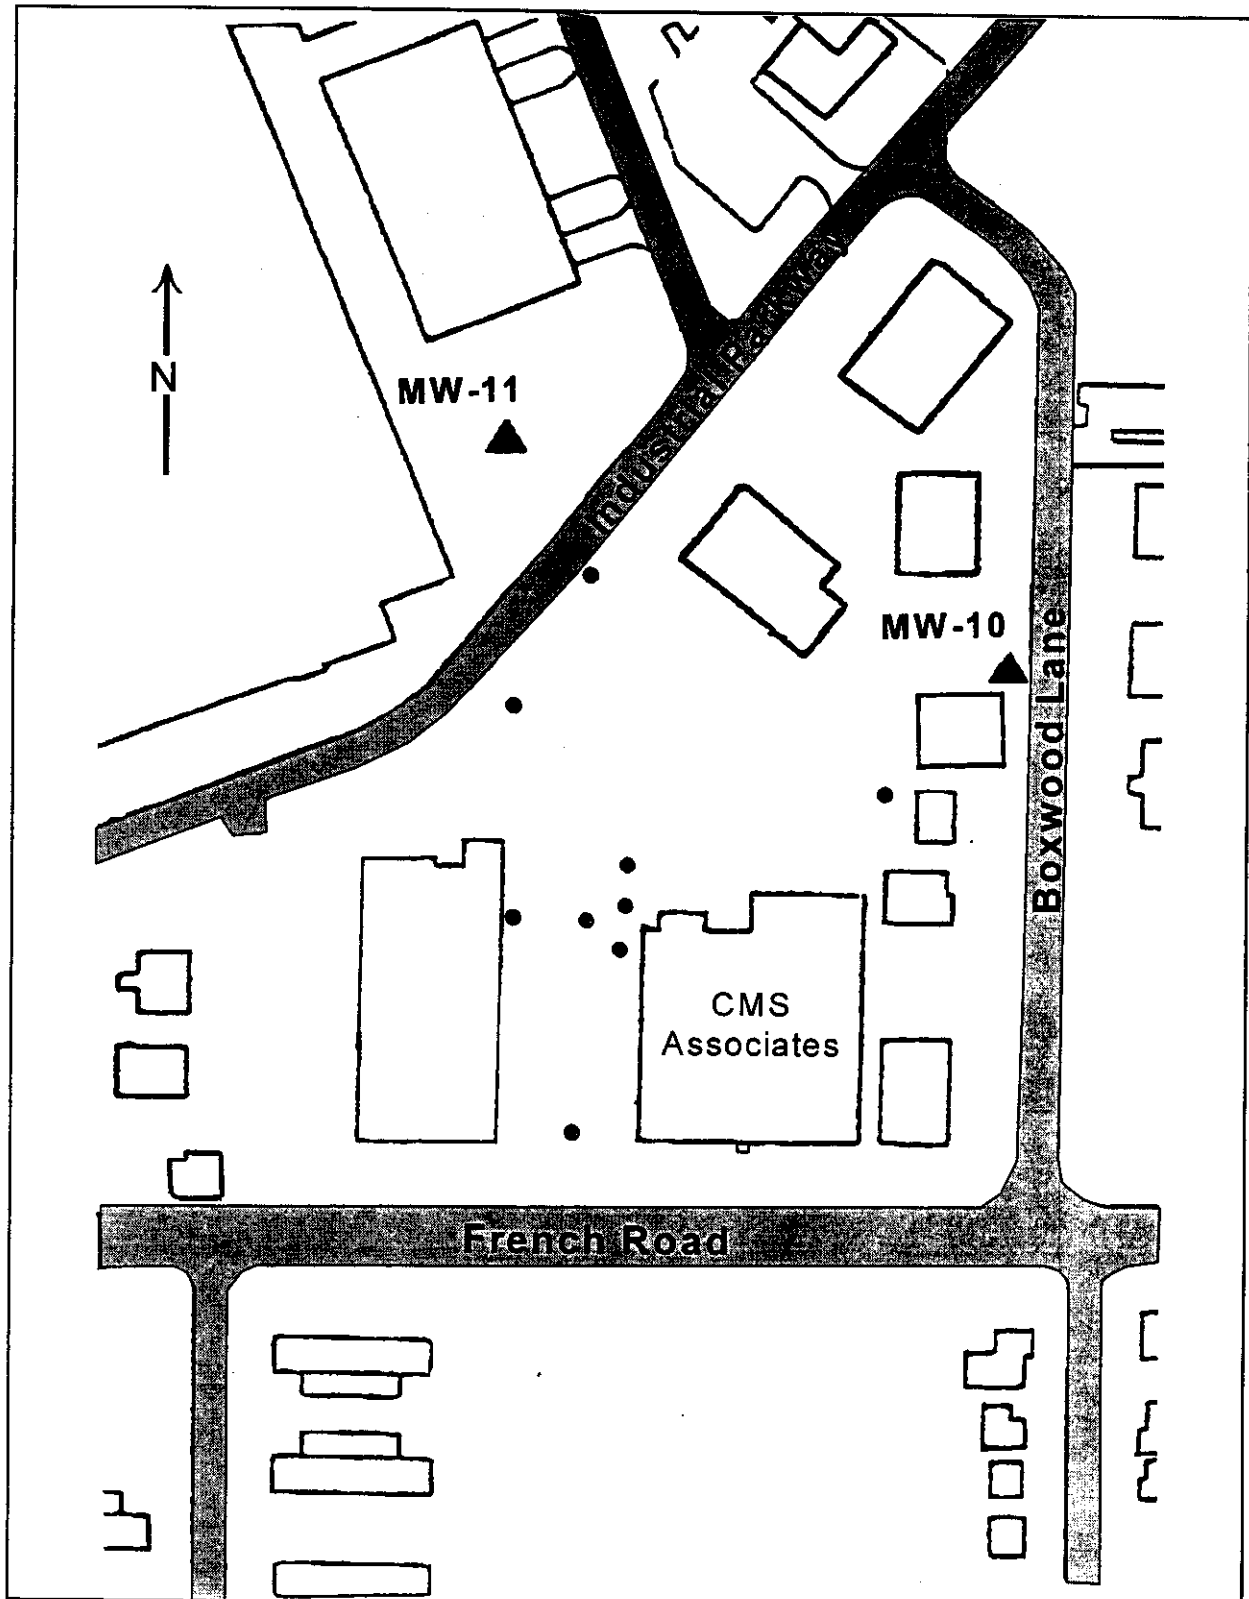 Industrial Parkway
N
MW-11
MW-10
Boxwood Lane
CMS
Associates
French Road